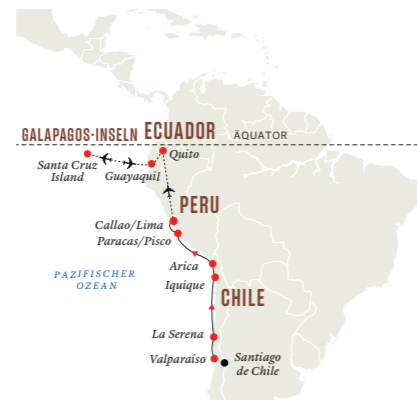 GALAPAGOS-INSELN
ECUADOR
ÄQUATOR
Quito
Santa Cruz
Island
Guayaquil
PERU
Callao/Lima
Paracas/Pisco
Arica
PAZIFISCHER
OZEAN
Iquique
CHILE
La Serena
Valparaíso
Santiago
de Chile